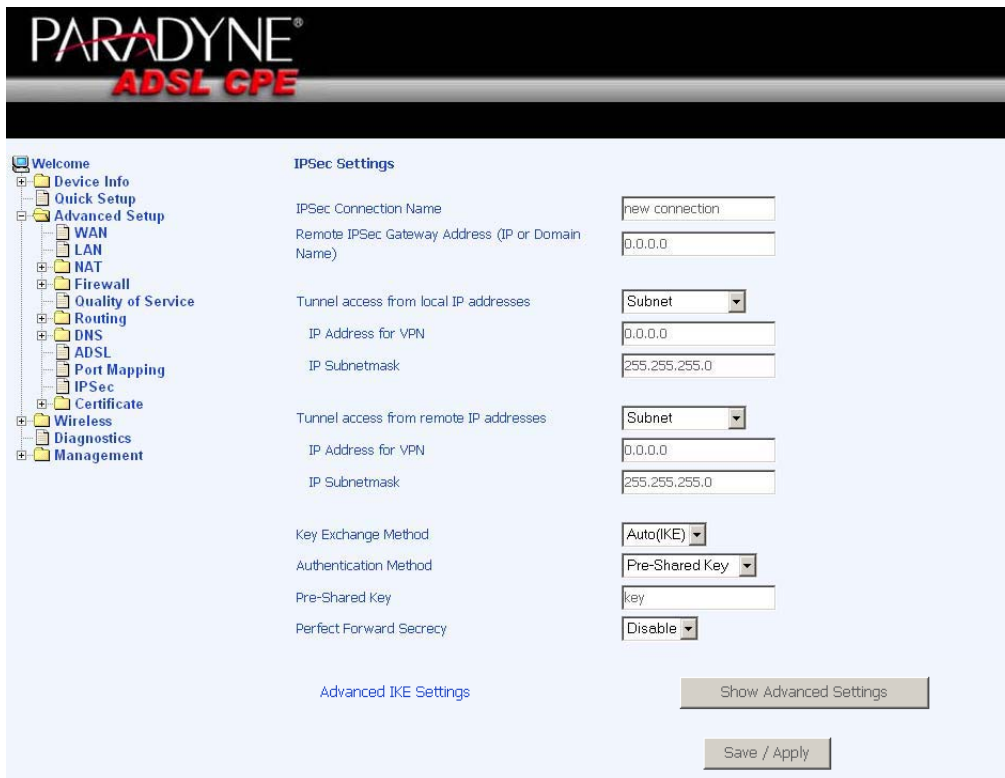 PARADYNE®
ADSL CPE
Welcome
Device Info
Quick Setup
Advanced Setup
WAN
LAN
NAT
Firewall
Quality of Service
Routing
DNS
ADSL
Port Mapping
IPSec
Certificate
Wireless
Diagnostics
Management
IPSec Settings
IPSec Connection Name new connection
Remote IPSec Gateway Address (IP or Domain
Name) 0.0.0.0
Tunnel access from local IP addresses Subnet
IP Address for VPN 0.0.0.0
IP Subnetmask 255.255.255.0
Tunnel access from remote IP addresses Subnet
IP Address for VPN 0.0.0.0
IP Subnetmask 255.255.255.0
Key Exchange Method Auto(IKE)
Authentication Method Pre-Shared Key
Pre-Shared Key key
Perfect Forward Secrecy Disable
Advanced IKE Settings Show Advanced Settings
Save / Apply